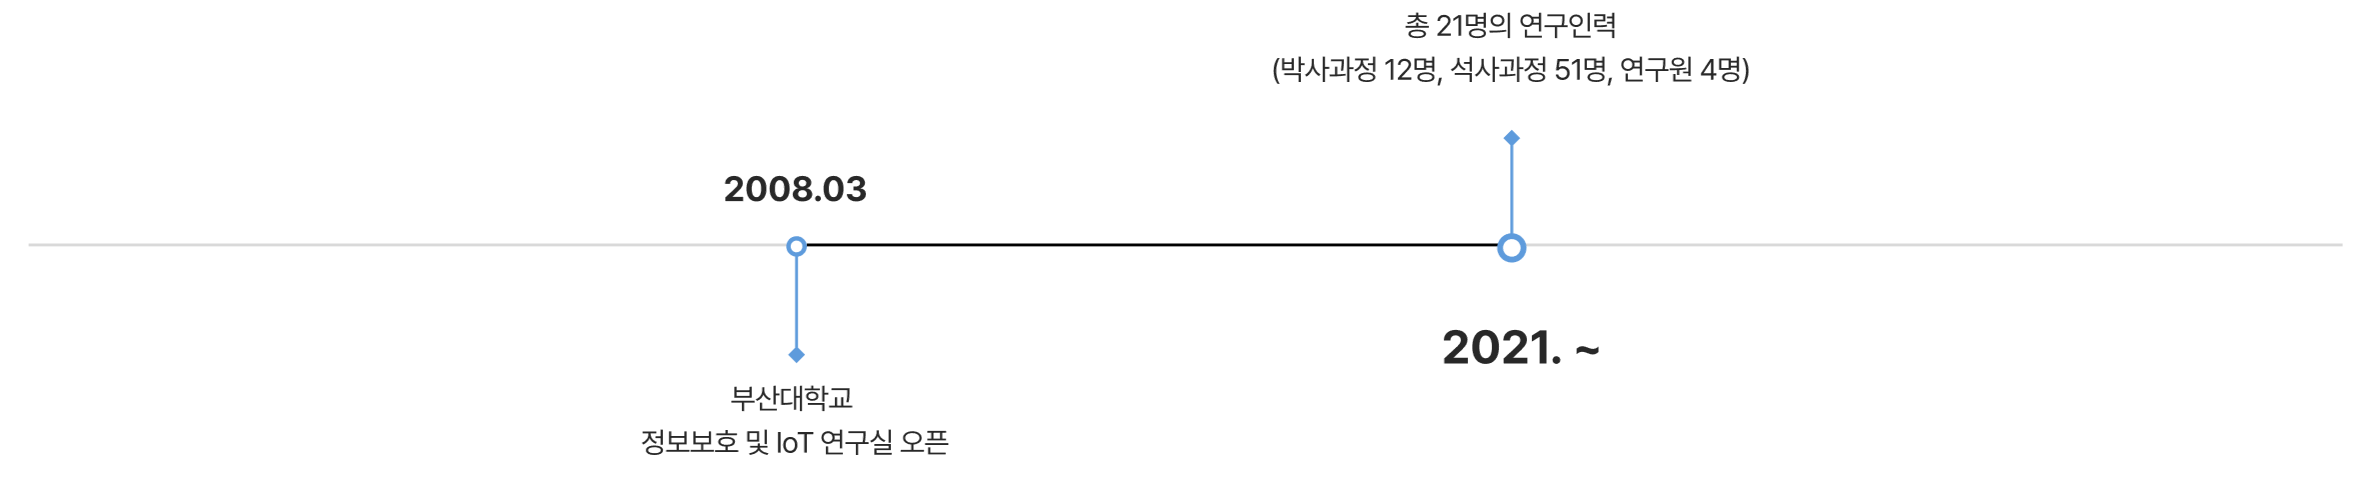 총 21명의 연구인력
(박사과정 12명, 석사과정 51명, 연구원 4명)
2008.03
2021. ~
부산대학교
정보보호 및 IoT 연구실 오픈